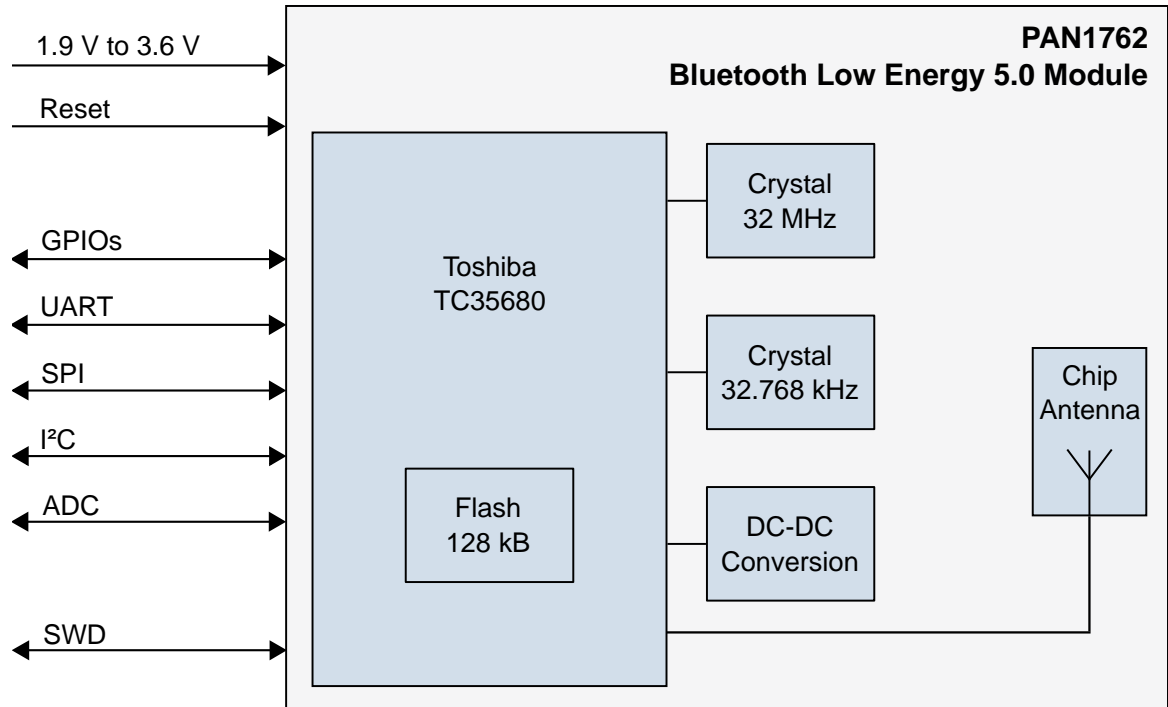 1.9 V to 3.6 V
Reset
GPIOs
UART
SPI
I²C
ADC
SWD
PAN1762
Bluetooth Low Energy 5.0 Module
Toshiba
TC35680
Flash
128 kB
Crystal
32 MHz
Crystal
32.768 kHz
DC-DC
Conversion
Chip
Antenna